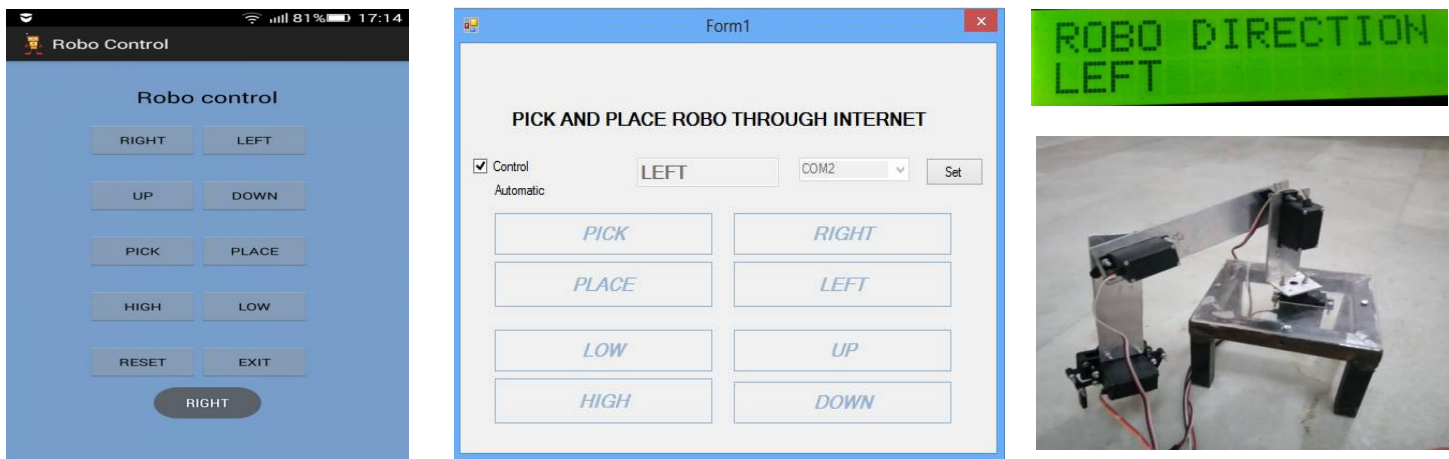 81% 17:14
Robo Control
Robo control
RIGHT LEFT
UP DOWN
PICK PLACE
HIGH LOW
RESET EXIT
RIGHT
Form1
PICK AND PLACE ROBO THROUGH INTERNET
Control
Automatic
LEFT COM2 Set
PICK RIGHT
PLACE LEFT
LOW UP
HIGH DOWN
ROBO DIRECTION
LEFT